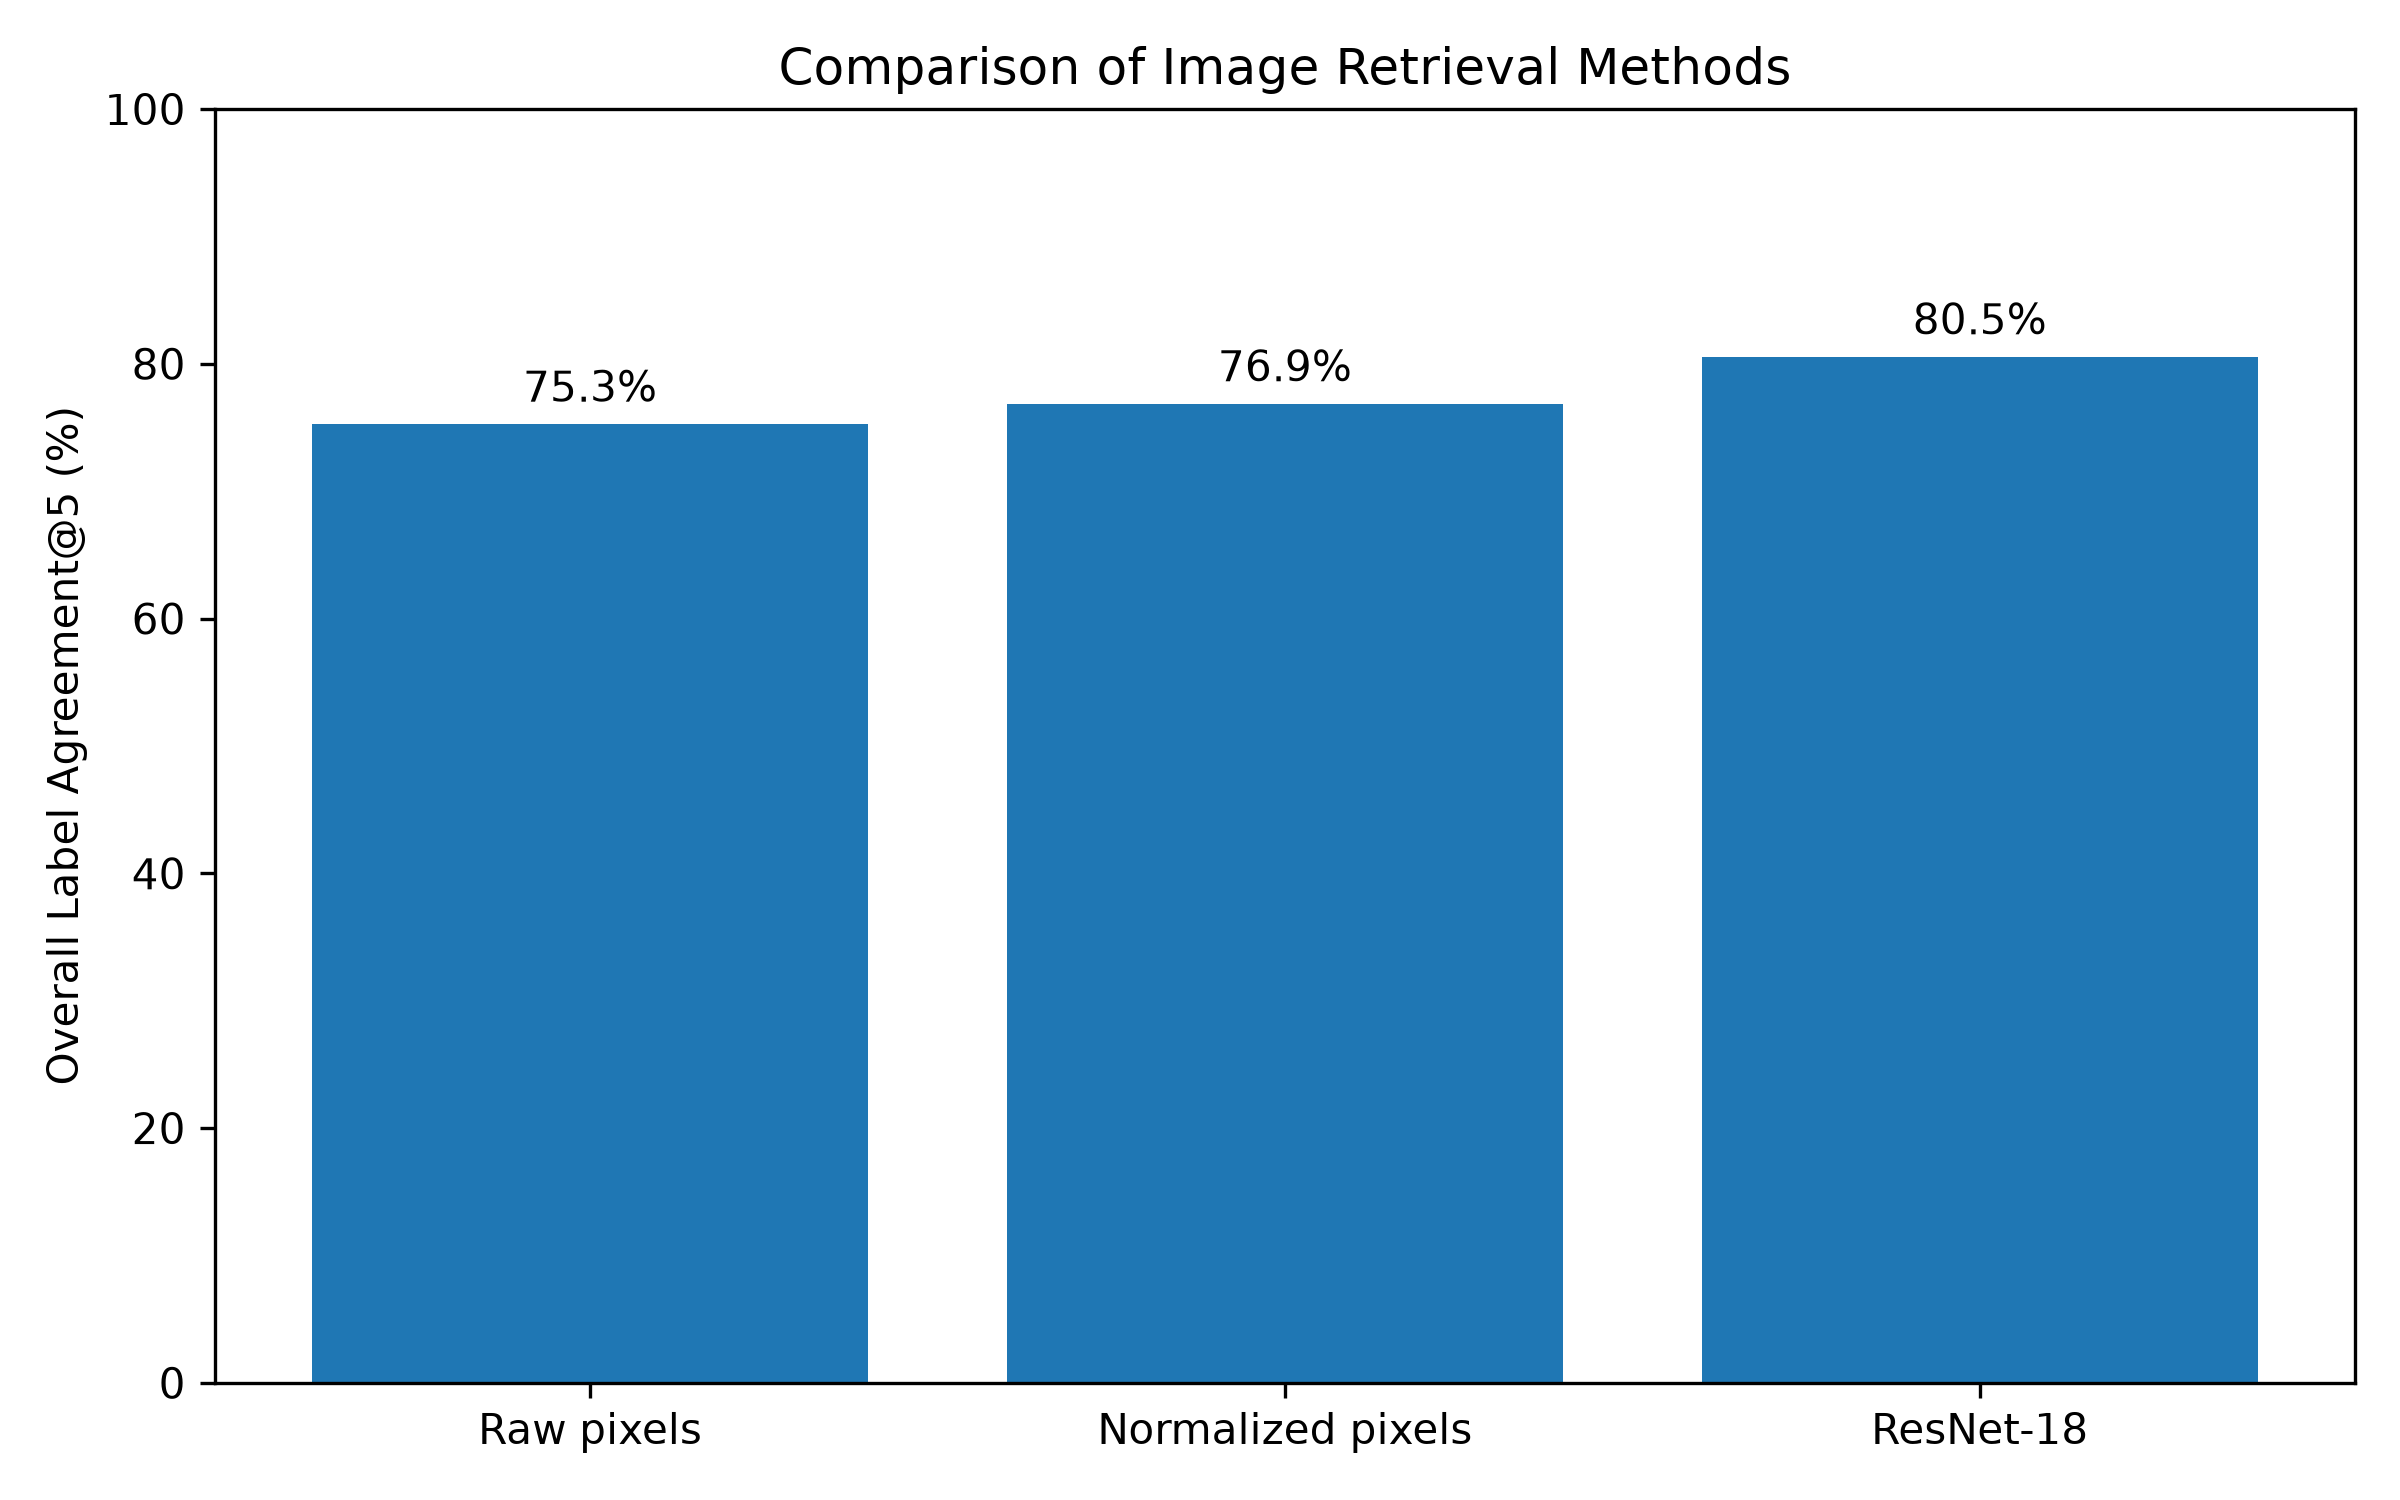 Comparison of Image Retrieval Methods
Overall Label Agreement@5 (%)
100
80
60
40
20
0
75.3%
76.9%
80.5%
Raw pixels
Normalized pixels
ResNet-18